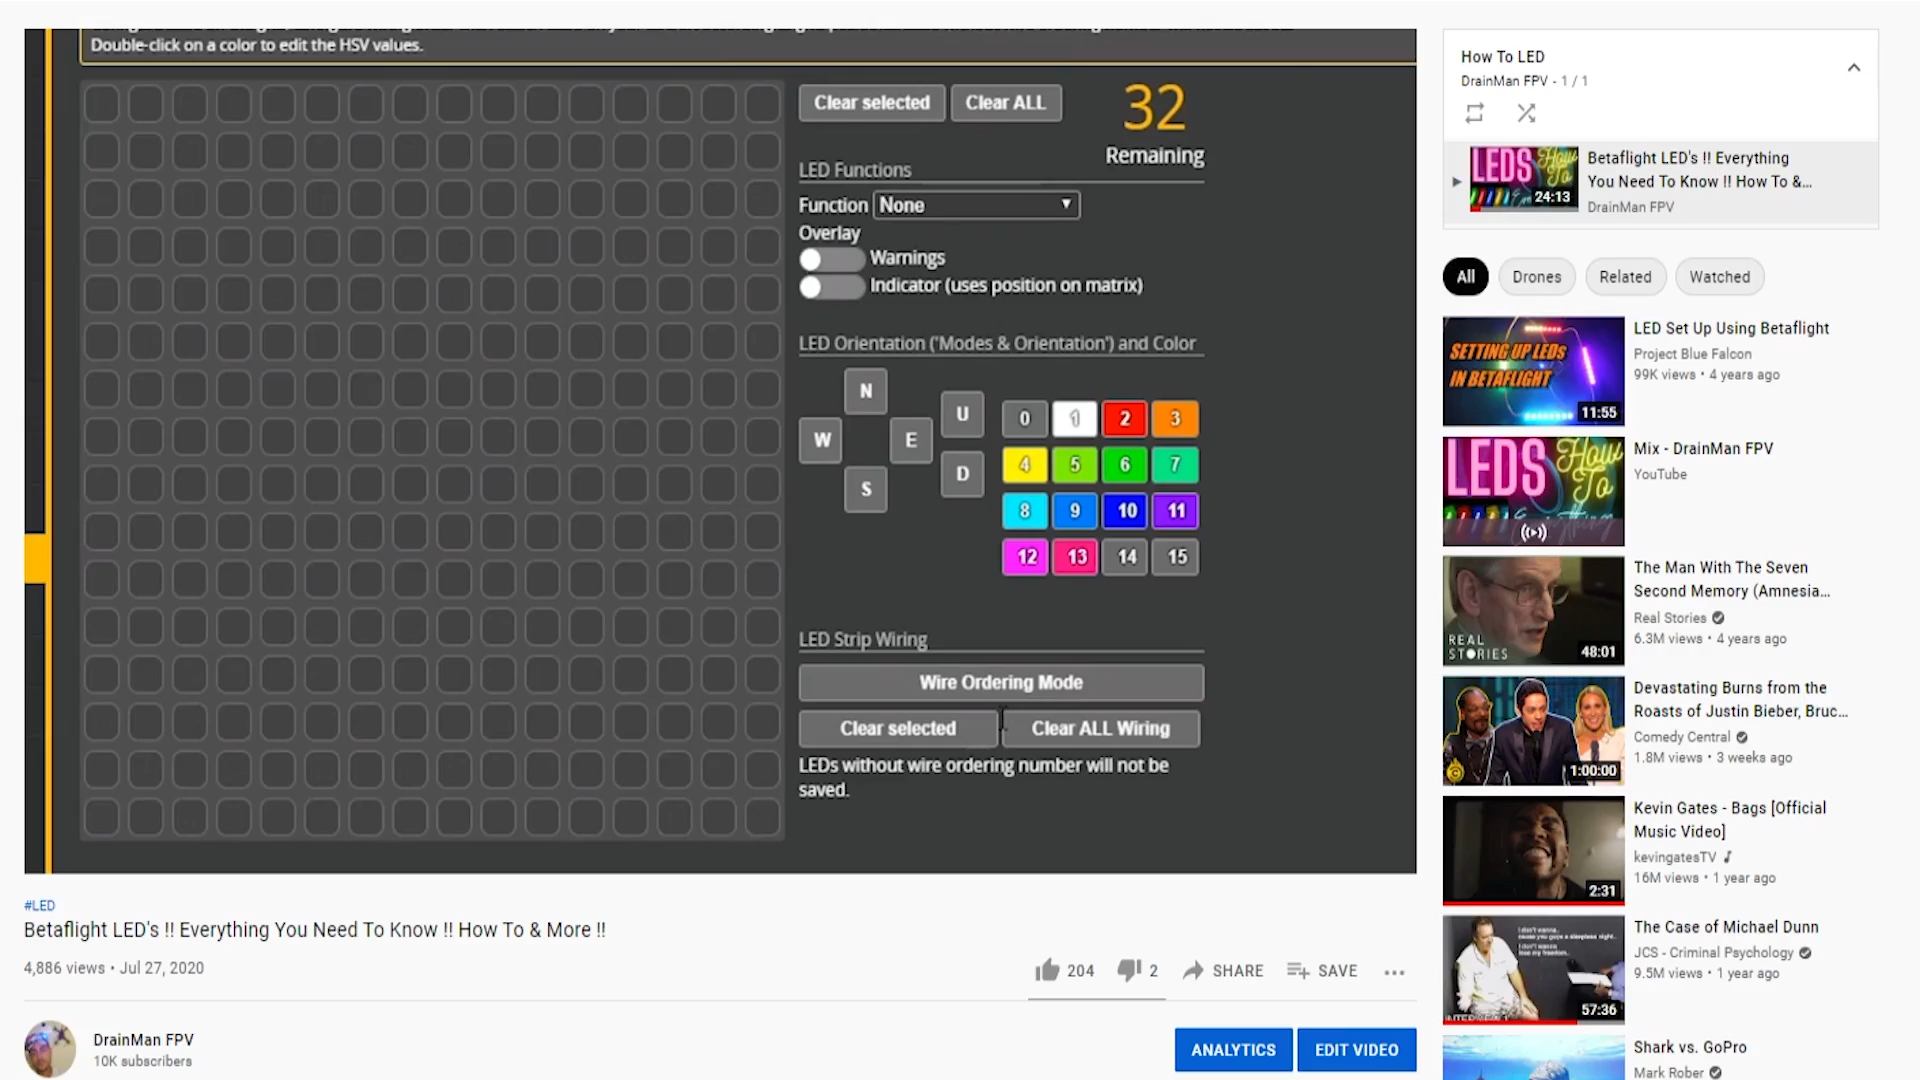 Double-click on a color to edit the HSV values.
Clear selected
Clear ALL
32
Remaining
LED Functions
Function
None
Overlay
Warnings
Indicator (uses position on matrix)
LED Orientation ('Modes & Orientation') and Color
N
W
E
S
U
D
0 1 2 3
4 5 6 7
8 9 10 11
12 13 14 15
LED Strip Wiring
Wire Ordering Mode
Clear selected
Clear ALL Wiring
LEDs without wire ordering number will not be
saved.
#LED
Betaflight LED's !! Everything You Need To Know !! How To & More !!
4,886 views • Jul 27, 2020
204
2
SHARE
SAVE
DrainMan FPV
10K subscribers
ANALYTICS
EDIT VIDEO
How To LED
DrainMan FPV - 1 / 1
LEDS How
To
24:13
Betaflight LED's !! Everything
You Need To Know !! How To &...
DrainMan FPV
All
Drones
Related
Watched
SETTING UP LEDs
IN BETAFLIGHT
11:55
LED Set Up Using Betaflight
Project Blue Falcon
99K views • 4 years ago
LEDS How
To
Everything
Mix - DrainMan FPV
YouTube
REAL
STORIES
48:01
The Man With The Seven
Second Memory (Amnesia...
Real Stories
6.3M views • 4 years ago
1:00:00
Devastating Burns from the
Roasts of Justin Bieber, Bruc...
Comedy Central
1.8M views • 3 weeks ago
2:31
Kevin Gates - Bags [Official
Music Video]
kevingatesTV
16M views • 1 year ago
57:36
The Case of Michael Dunn
JCS - Criminal Psychology
9.5M views • 1 year ago
Shark vs. GoPro
Mark Rober